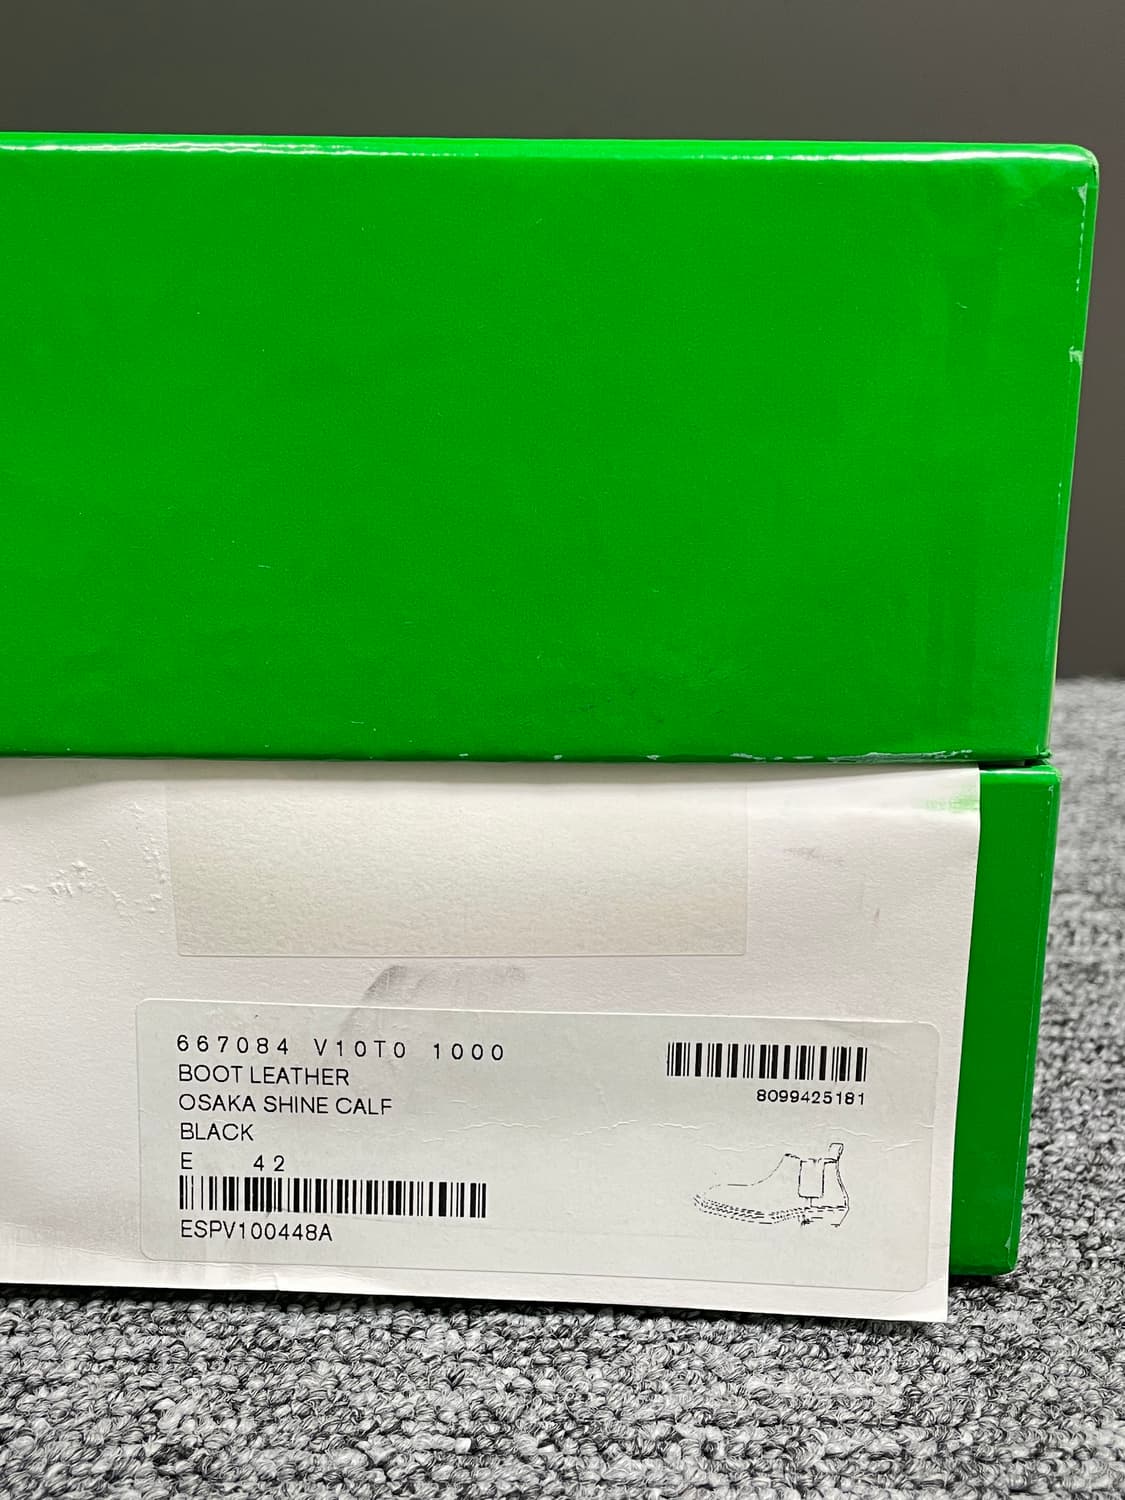 667084 V10T0 1000
BOOT LEATHER
OSAKA SHINE CALF
BLACK
E 42
ESPV100448A
8099425181